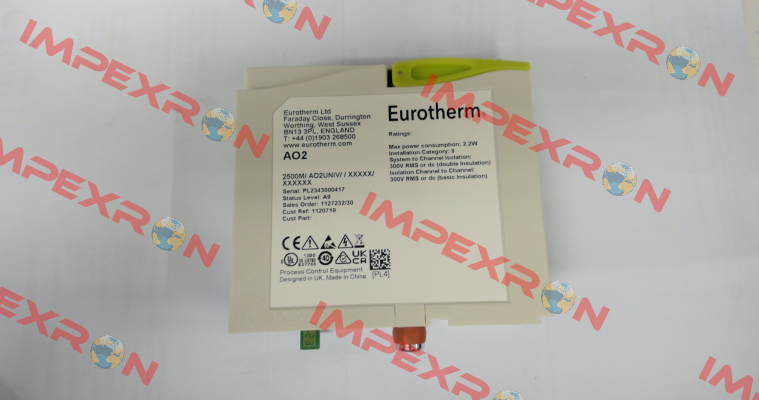 Eurotherm Ltd
Faraday Close, Durrington
Worthing, West Sussex
BN13 3PL, ENGLAND
T: +44 (0)1903 268500
www.eurotherm.com
AO2
2500M/ AO2UNIV/ / XXXXX/
XXXXXX
Serial: PL2343000417
Status Level: A9
Sales Order: 1127232/30
Cust Ref: 1120718
Cust Part:
Process Control Equipment
Designed in UK, Made in China
[PL4]
Eurotherm
Ratings:
Max power consumption: 2.2W
Installation Category: II
System to Channel Isolation:
300V RMS or dc (double insulation)
Isolation Channel to Channel:
300V RMS or dc (basic insulation)
CE
UK
CA
40
IMPEXRON
IMPEXRON
IMPEXRON
IMPEXRON
IMPEXRON
IMPEXRON
IMPEXRON
IMPEXRON